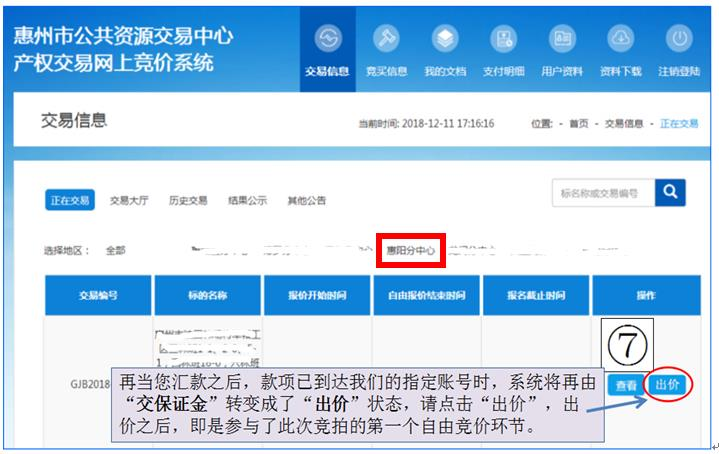 惠州市公共资源交易中心
产权交易网上竞价系统
交易信息 竞买信息 我的文档 支付明细 用户资料 资料下载 注销登陆
交易信息
当前时间: 2018-12-11 17:16:16 位置: - 首页 - 交易信息 - 正在交易
正在交易 交易大厅 历史交易 结果公示 其他公告 标名称或交易编号
选择地区： 全部 惠阳分中心
交易编号 标的名称 报价开始时间 自由报价结束时间 报名截止时间 操作
⑦
GJB2018- 查看 出价
再当您汇款之后，款项已到达我们的指定账号时，系统将再由
“交保证金”转变成了“出价”状态，请点击“出价”，出
价之后，即是参与了此次竞拍的第一个自由竞价环节。